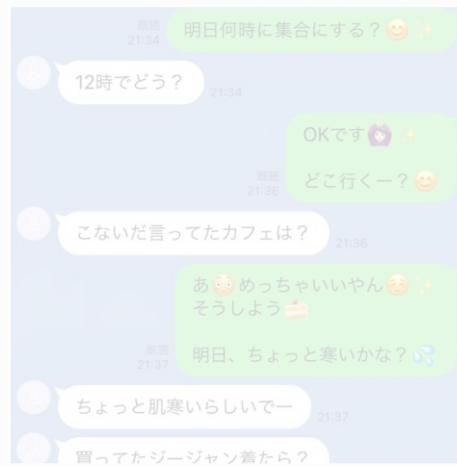 明日何時に集合にする？😊✨
既読
21:34
12時でどう？
21:34
OKです🙆‍♀️✨
どこ行くー？😊
既読
21:36
こないだ言ってたカフェは？
21:36
あ😳めっちゃいいやん☺️✨
そうしよう🍰
明日、ちょっと寒いかな？💦
既読
21:37
ちょっと肌寒いらしいでー
21:37
買ってたジージャン着たら？